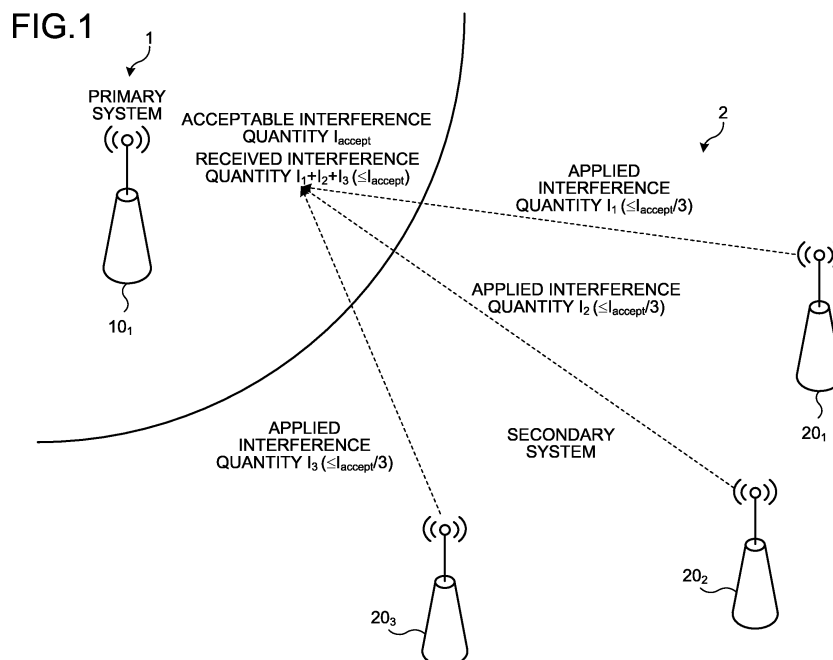 FIG.1
1
PRIMARY
SYSTEM
10₁
ACCEPTABLE INTERFERENCE
QUANTITY Iaccept
RECEIVED INTERFERENCE
QUANTITY I₁+I₂+I₃ (≤Iaccept)
2
APPLIED
INTERFERENCE
QUANTITY I₁ (≤Iaccept/3)
20₁
APPLIED INTERFERENCE
QUANTITY I₂ (≤Iaccept/3)
APPLIED
INTERFERENCE
QUANTITY I₃ (≤Iaccept/3)
SECONDARY
SYSTEM
20₂
20₃